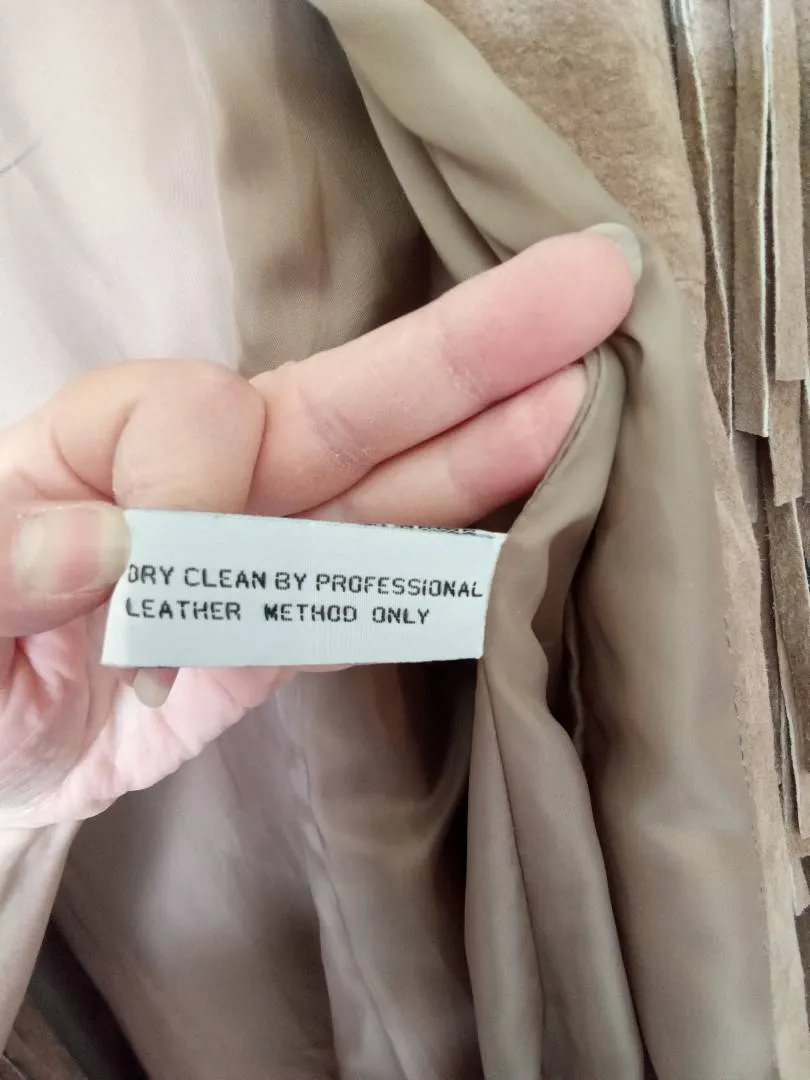 DRY CLEAN BY PROFESSIONAL
LEATHER METHOD ONLY